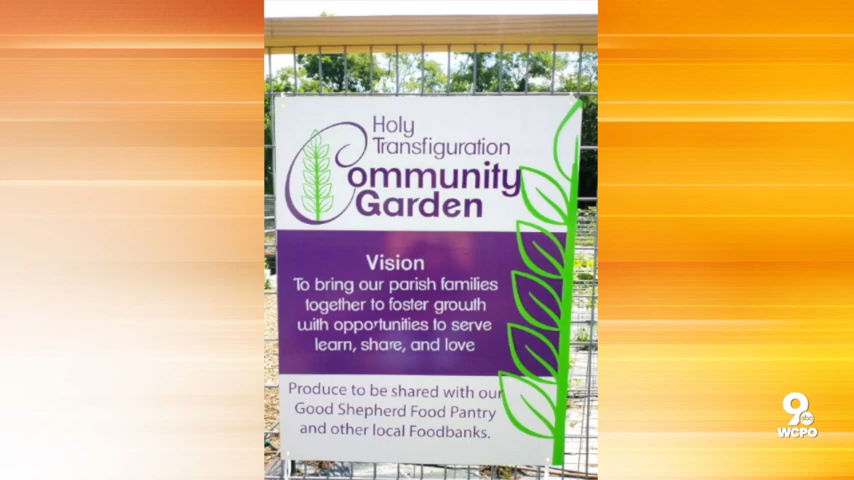 Holy
Transfiguration
Community
Garden
Vision
To bring our parish families
together to foster growth
with opportunities to serve
learn, share, and love
Produce to be shared with our
Good Shepherd Food Pantry
and other local Foodbanks.
9
abc
WCPO